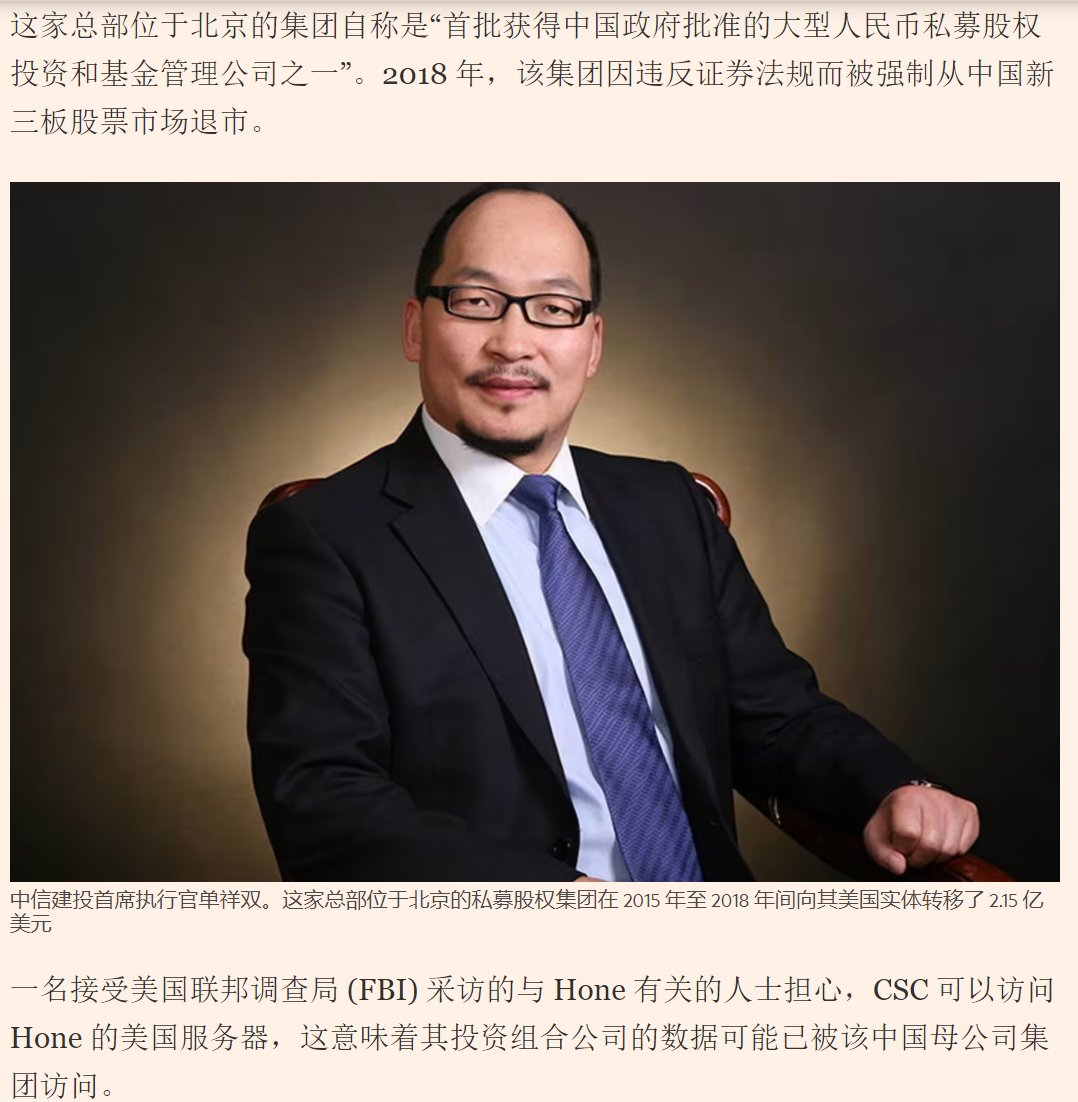 这家总部位于北京的集团自称是“首批获得中国政府批准的大型人民币私募股权
投资和基金管理公司之一”。2018 年，该集团因违反证券法规而被强制从中国新
三板股票市场退市。
中信建投首席执行官单祥双。这家总部位于北京的私募股权集团在 2015 年至 2018 年间向其美国实体转移了 2.15 亿
美元
一名接受美国联邦调查局 (FBI) 采访的与 Hone 有关的人士担心，CSC 可以访问
Hone 的美国服务器，这意味着其投资组合公司的数据可能已被该中国母公司集
团访问。